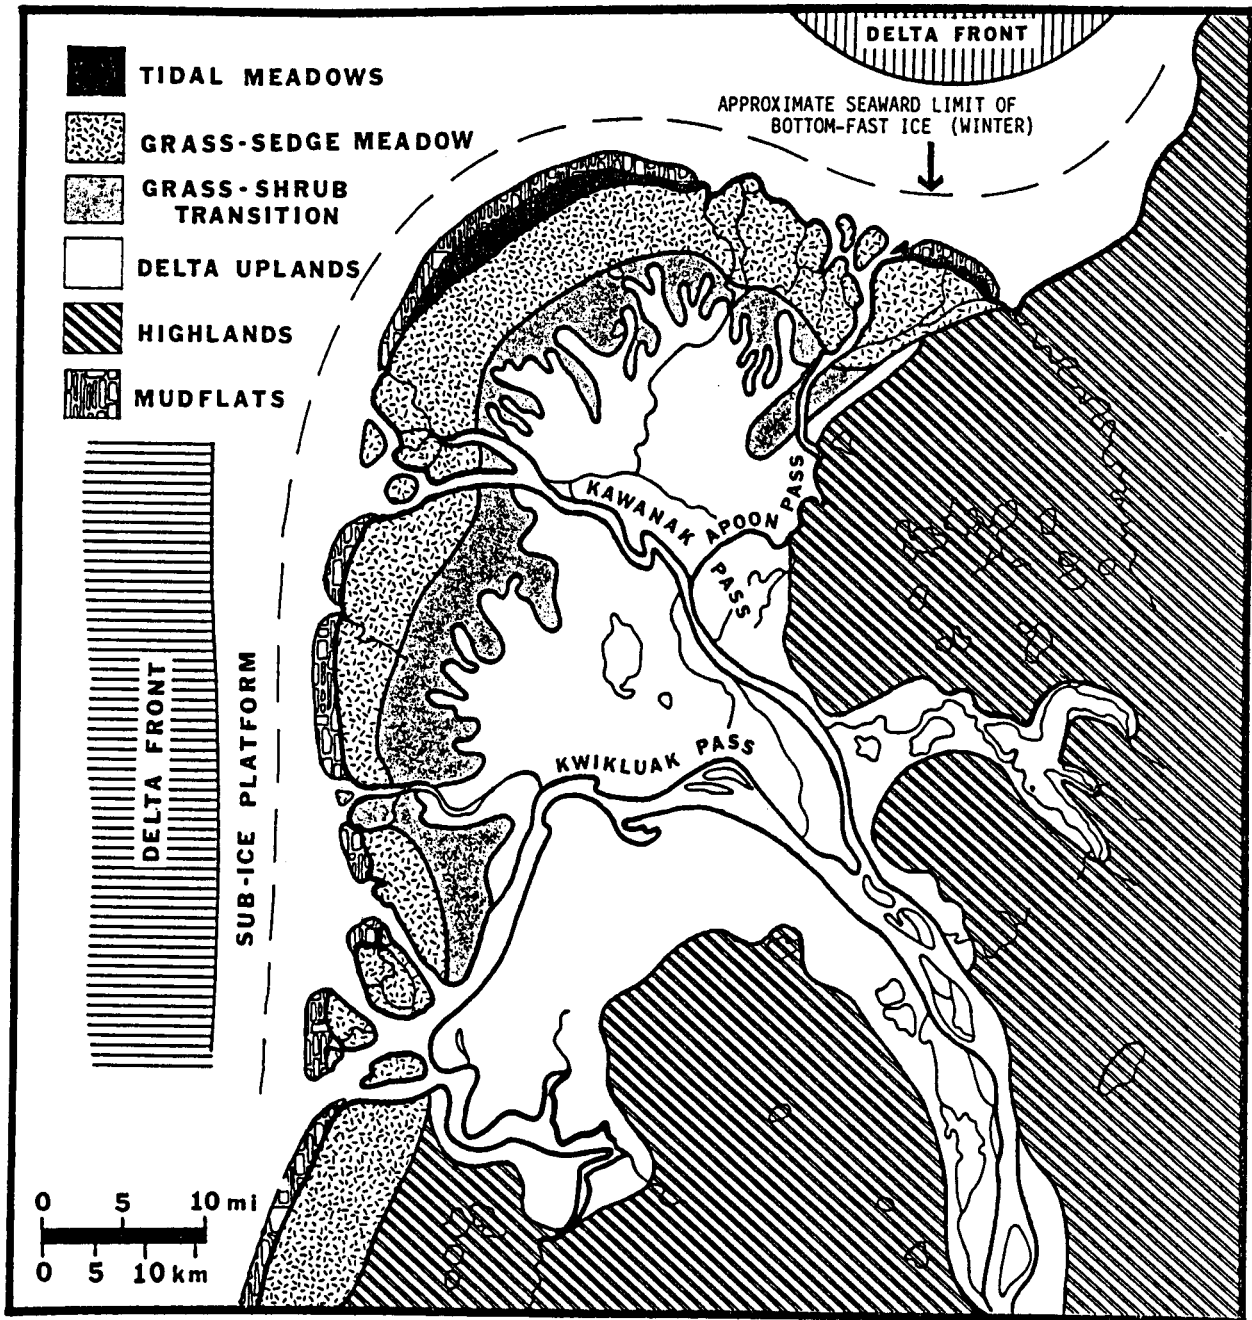 TIDAL MEADOWS
GRASS-SEDGE MEADOW
GRASS-SHRUB
TRANSITION
DELTA UPLANDS
HIGHLANDS
MUDFLATS
DELTA FRONT
APPROXIMATE SEAWARD LIMIT OF
BOTTOM-FAST ICE (WINTER)
KAWANAK
PASS
APOON PASS
KWIKLUAK PASS
DELTA FRONT
SUB-ICE PLATFORM
0 5 10 mi
0 5 10 km